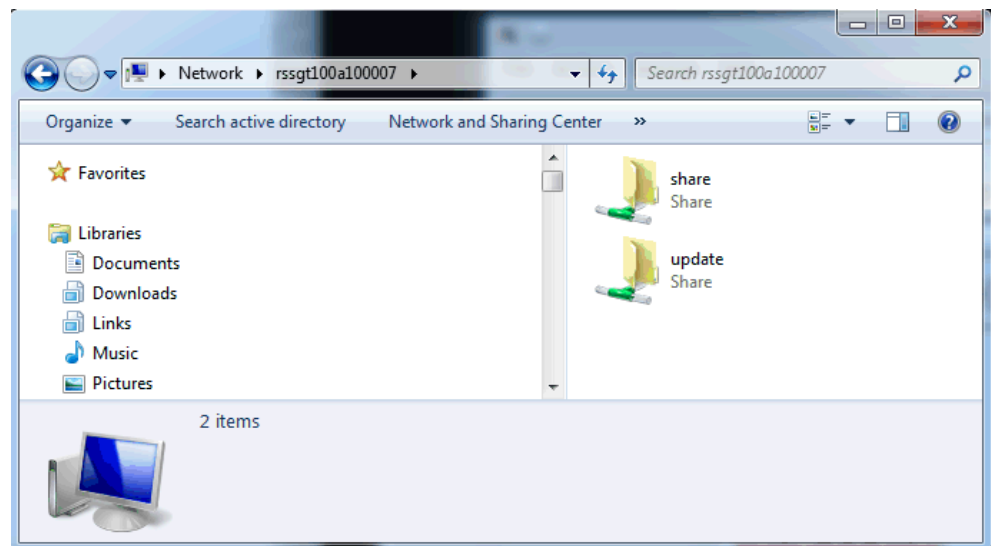 Network rssgt100a100007
Search rssgt100a100007
Organize Search active directory Network and Sharing Center »
Favorites
Libraries
Documents
Downloads
Links
Music
Pictures
share
Share
update
Share
2 items